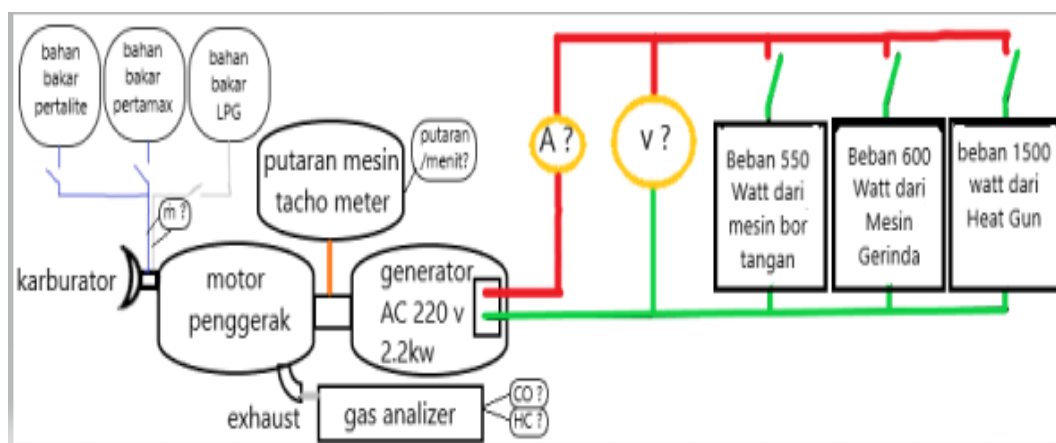 bahan
bakar
pertalite
bahan
bakar
pertamax
bahan
bakar
LPG
putaran mesin
tacho meter
putaran
/menit?
ṁ ?
karburator
motor
penggerak
generator
AC 220 v
2.2kw
exhaust
gas analizer
CO ?
HC ?
A ?
v ?
Beban 550
Watt dari
mesin bor
tangan
Beban 600
Watt dari
Mesin
Gerinda
beban 1500
watt dari
Heat Gun